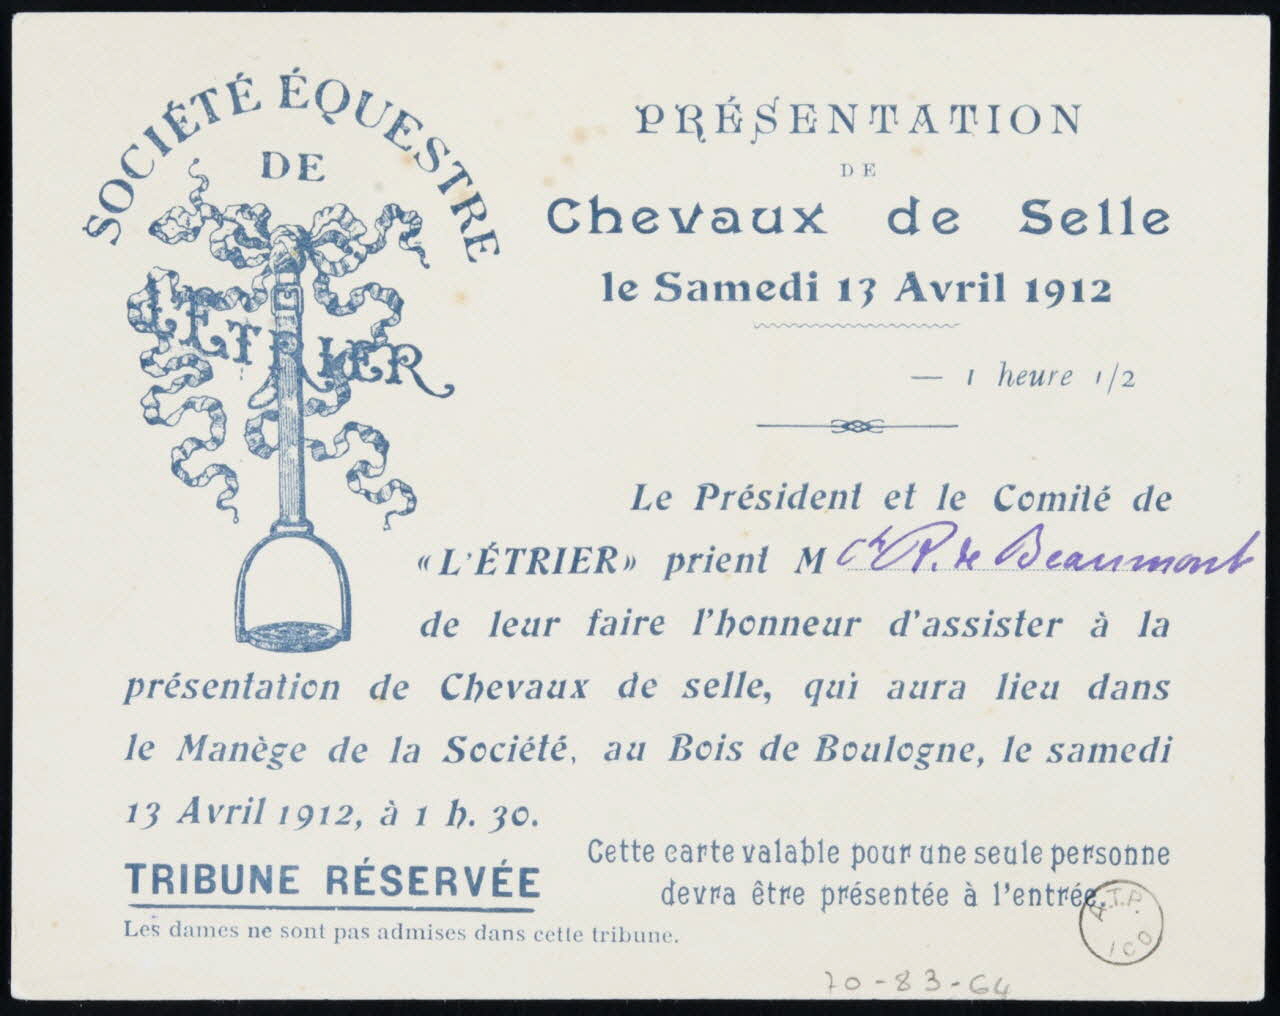 SOCIÉTÉ ÉQUESTRE
DE
L'ETRIER
PRÉSENTATION
DE
Chevaux de Selle
le Samedi 13 Avril 1912
— 1 heure 1/2
Le Président et le Comité de
«L'ÉTRIER» prient M Cte P. de Beaumont
de leur faire l'honneur d'assister à la
présentation de Chevaux de selle, qui aura lieu dans
le Manège de la Société, au Bois de Boulogne, le samedi
13 Avril 1912, à 1 h. 30.
TRIBUNE RÉSERVÉE
Les dames ne sont pas admises dans cette tribune.
Cette carte valable pour une seule personne
devra être présentée à l'entrée.
A.T.P.
ICO
70-83-64